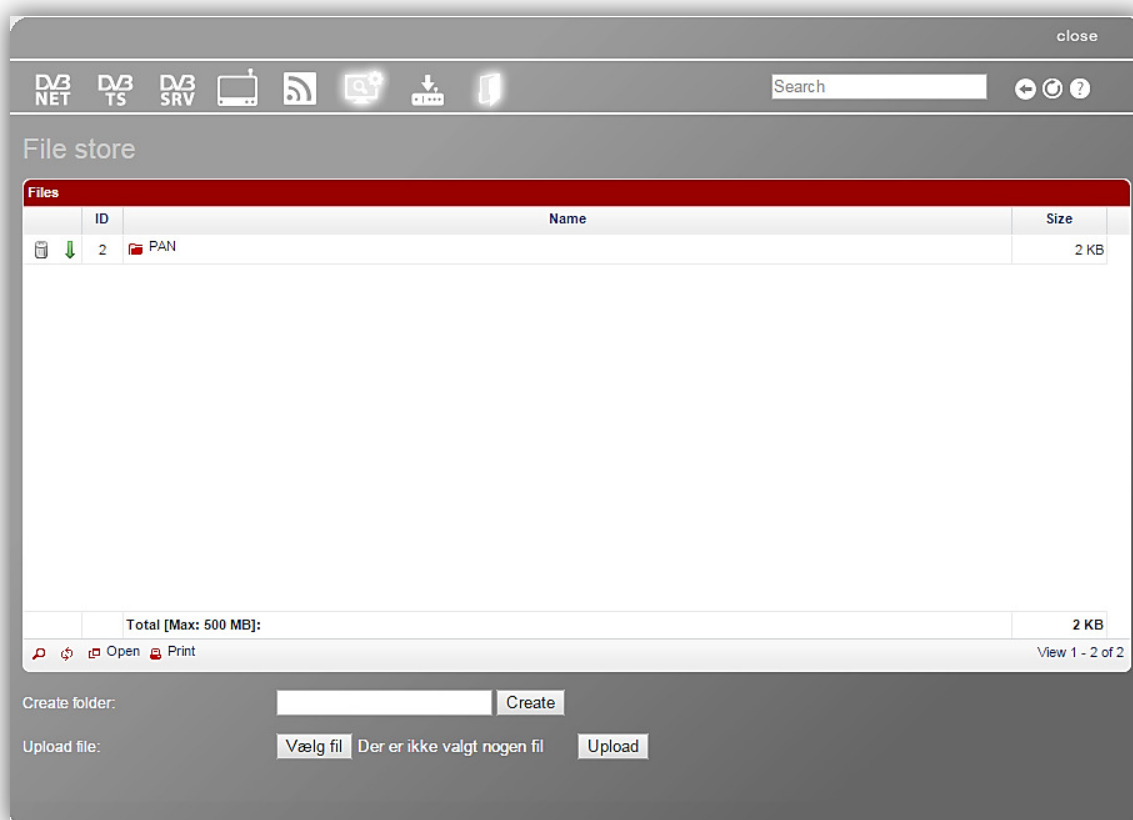 close
DVB NET DVB TS DVB SRV Search ?
File store
Files
ID Name Size
2 PAN 2 KB
Total [Max: 500 MB]: 2 KB
Open Print View 1 - 2 of 2
Create folder: Create
Upload file: Vælg fil Der er ikke valgt nogen fil Upload